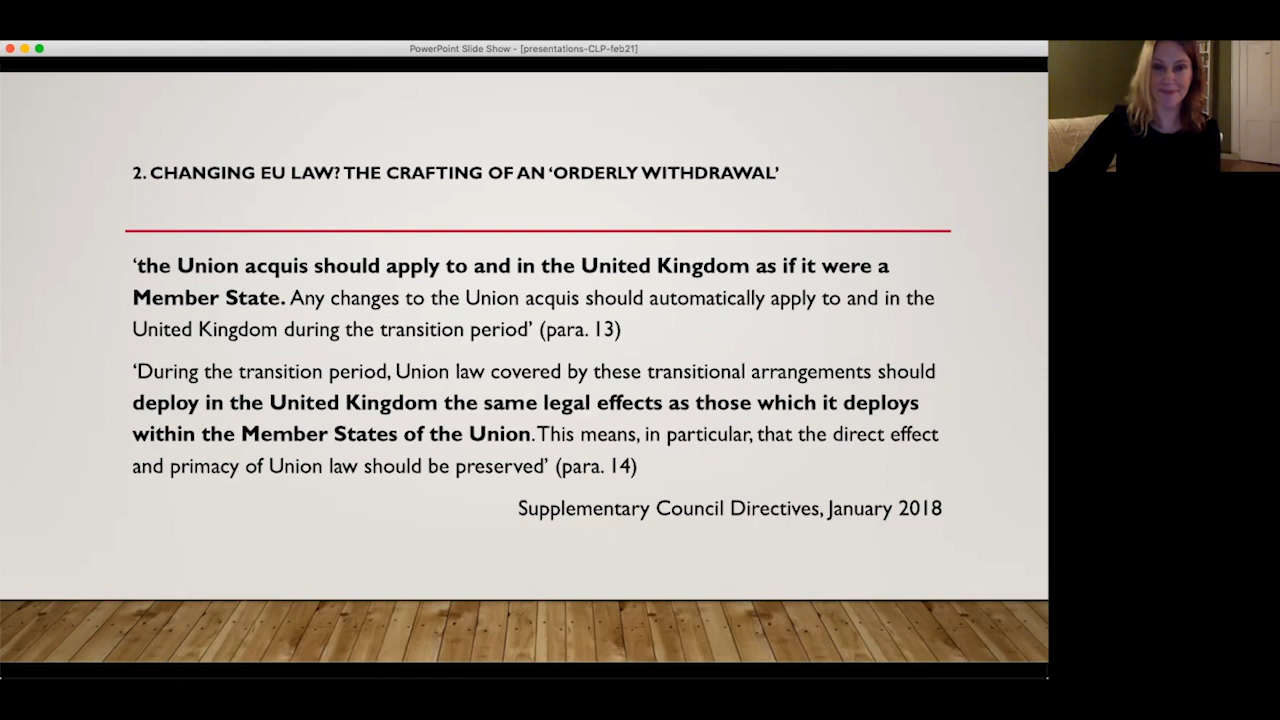 PowerPoint Slide Show - [presentations-CLP-feb21]
2. CHANGING EU LAW? THE CRAFTING OF AN ‘ORDERLY WITHDRAWAL’
‘the Union acquis should apply to and in the United Kingdom as if it were a
Member State. Any changes to the Union acquis should automatically apply to and in the
United Kingdom during the transition period’ (para. 13)
‘During the transition period, Union law covered by these transitional arrangements should
deploy in the United Kingdom the same legal effects as those which it deploys
within the Member States of the Union. This means, in particular, that the direct effect
and primacy of Union law should be preserved’ (para. 14)
Supplementary Council Directives, January 2018